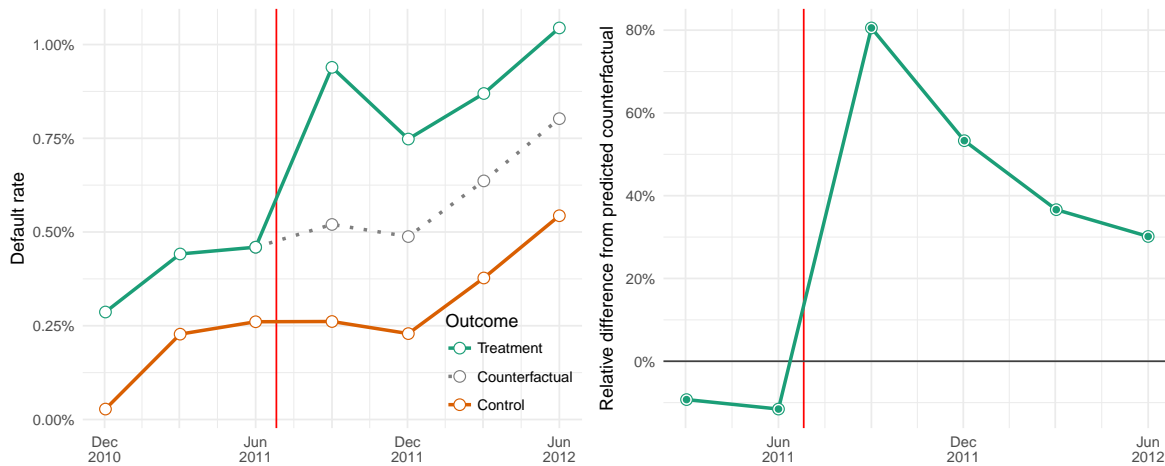 Default rate
1.00%
0.75%
0.50%
0.25%
0.00%
Dec
2010
Jun
2011
Dec
2011
Jun
2012
Outcome
Treatment
Counterfactual
Control
Relative difference from predicted counterfactual
80%
60%
40%
20%
0%
Jun
2011
Dec
2011
Jun
2012